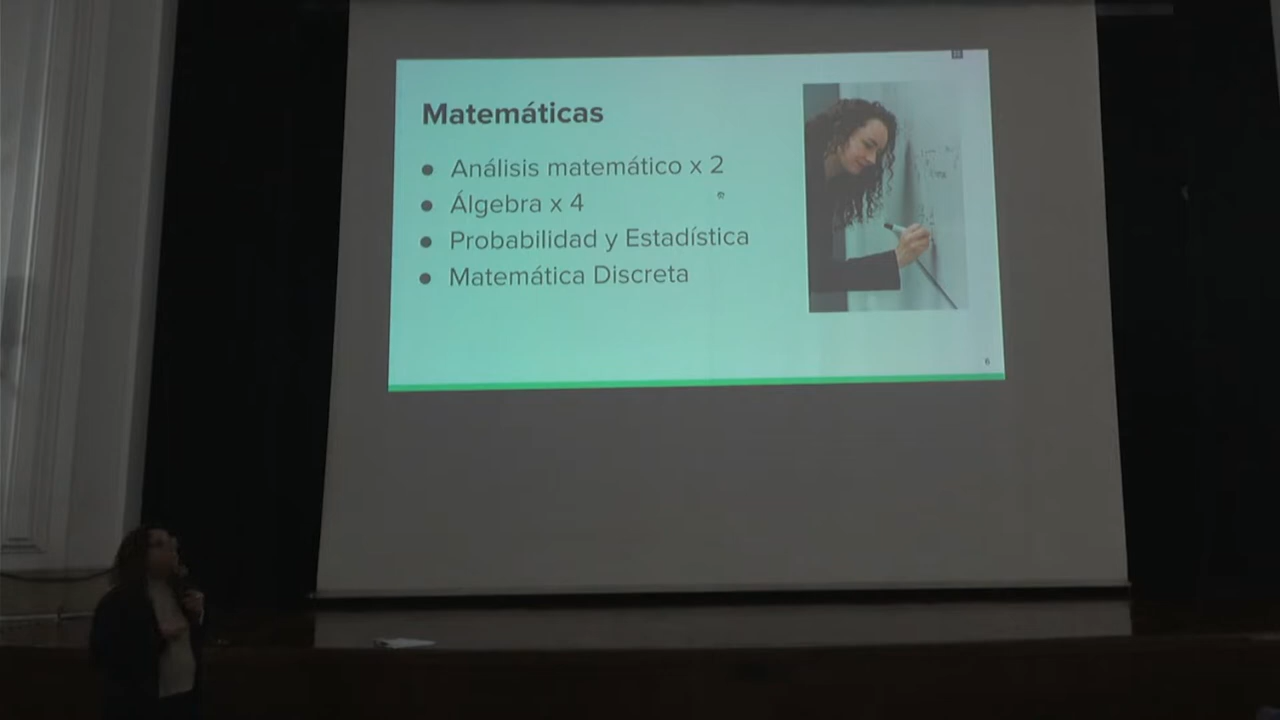 Matemáticas
● Análisis matemático x 2
● Álgebra x 4
● Probabilidad y Estadística
● Matemática Discreta
6